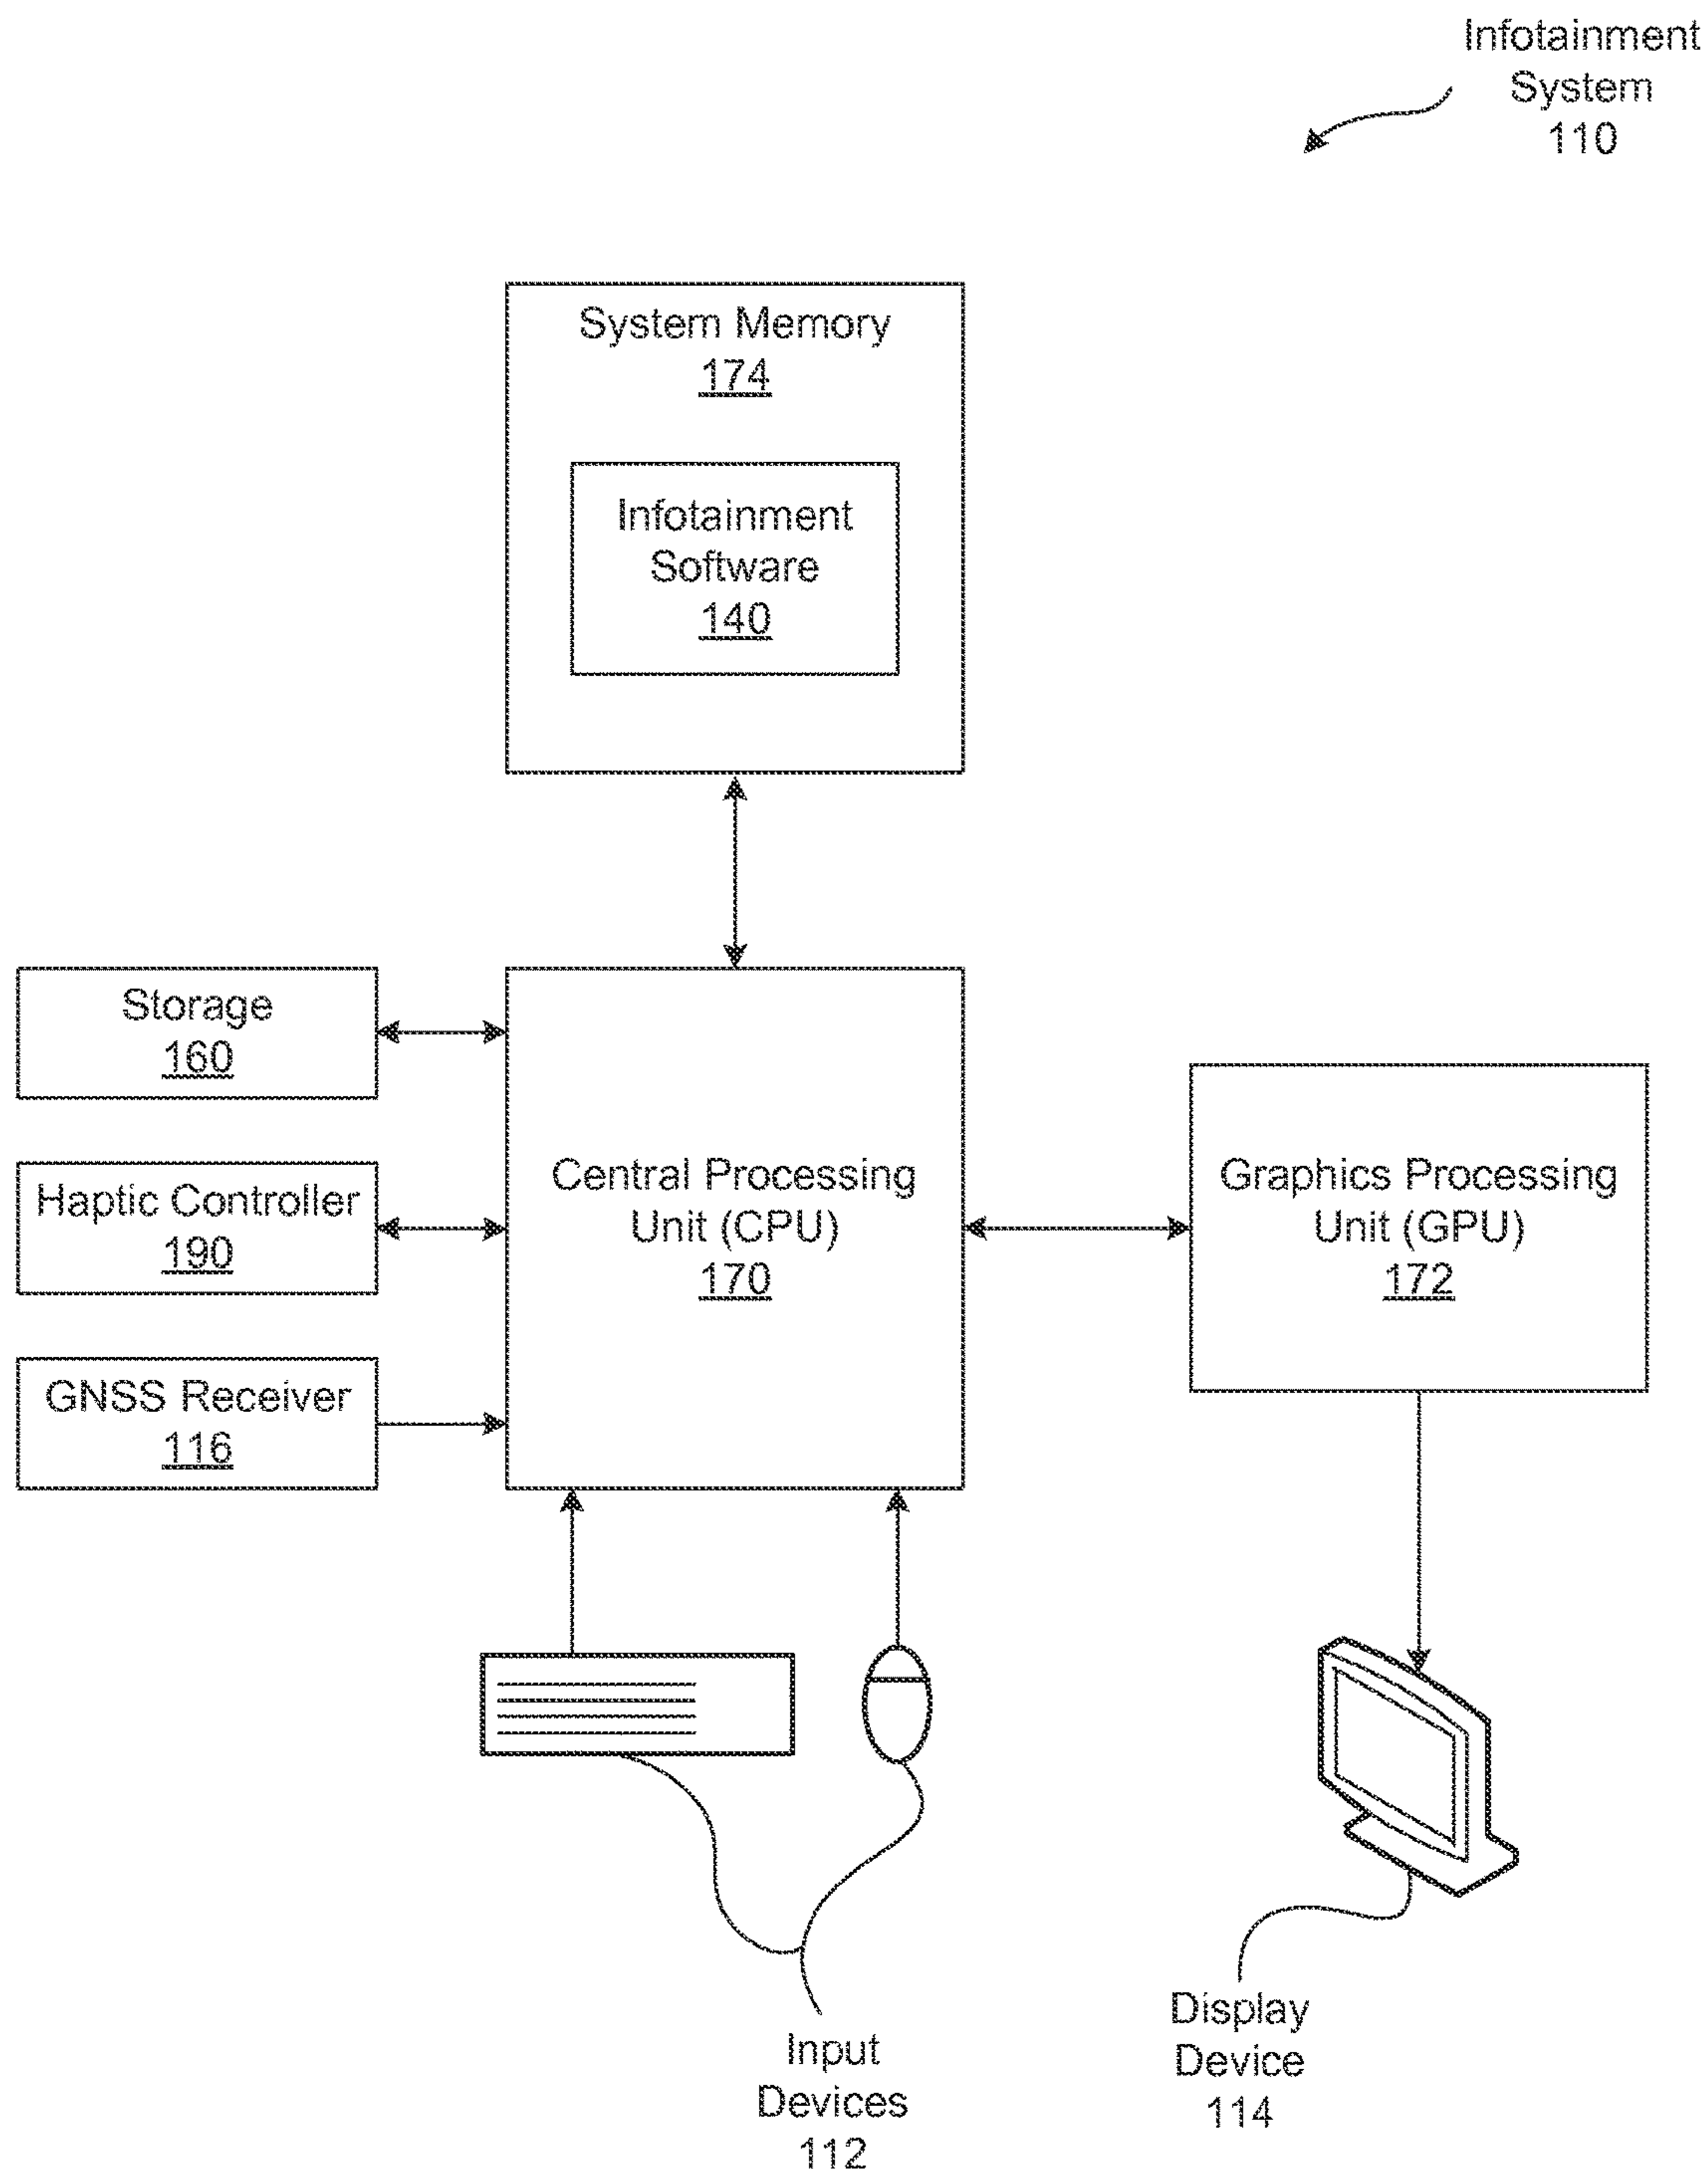 Infotainment
System
110
System Memory
174
Infotainment
Software
140
Storage
160
Haptic Controller
190
GNSS Receiver
116
Central Processing
Unit (CPU)
170
Graphics Processing
Unit (GPU)
172
Input
Devices
112
Display
Device
114